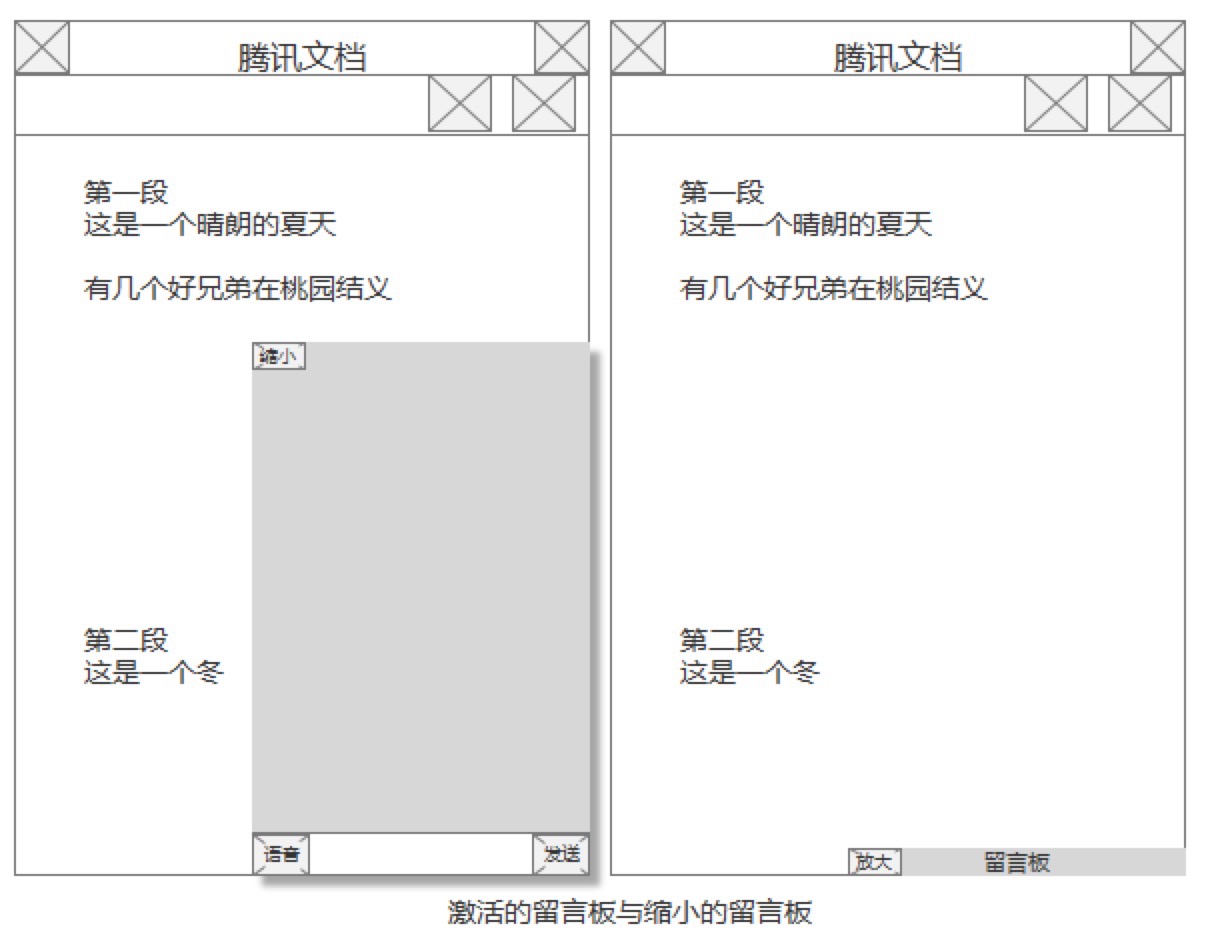 腾讯文档
第一段
这是一个晴朗的夏天
有几个好兄弟在桃园结义
缩小
第二段
这是一个冬
语音
发送
腾讯文档
第一段
这是一个晴朗的夏天
有几个好兄弟在桃园结义
第二段
这是一个冬
放大
留言板
激活的留言板与缩小的留言板